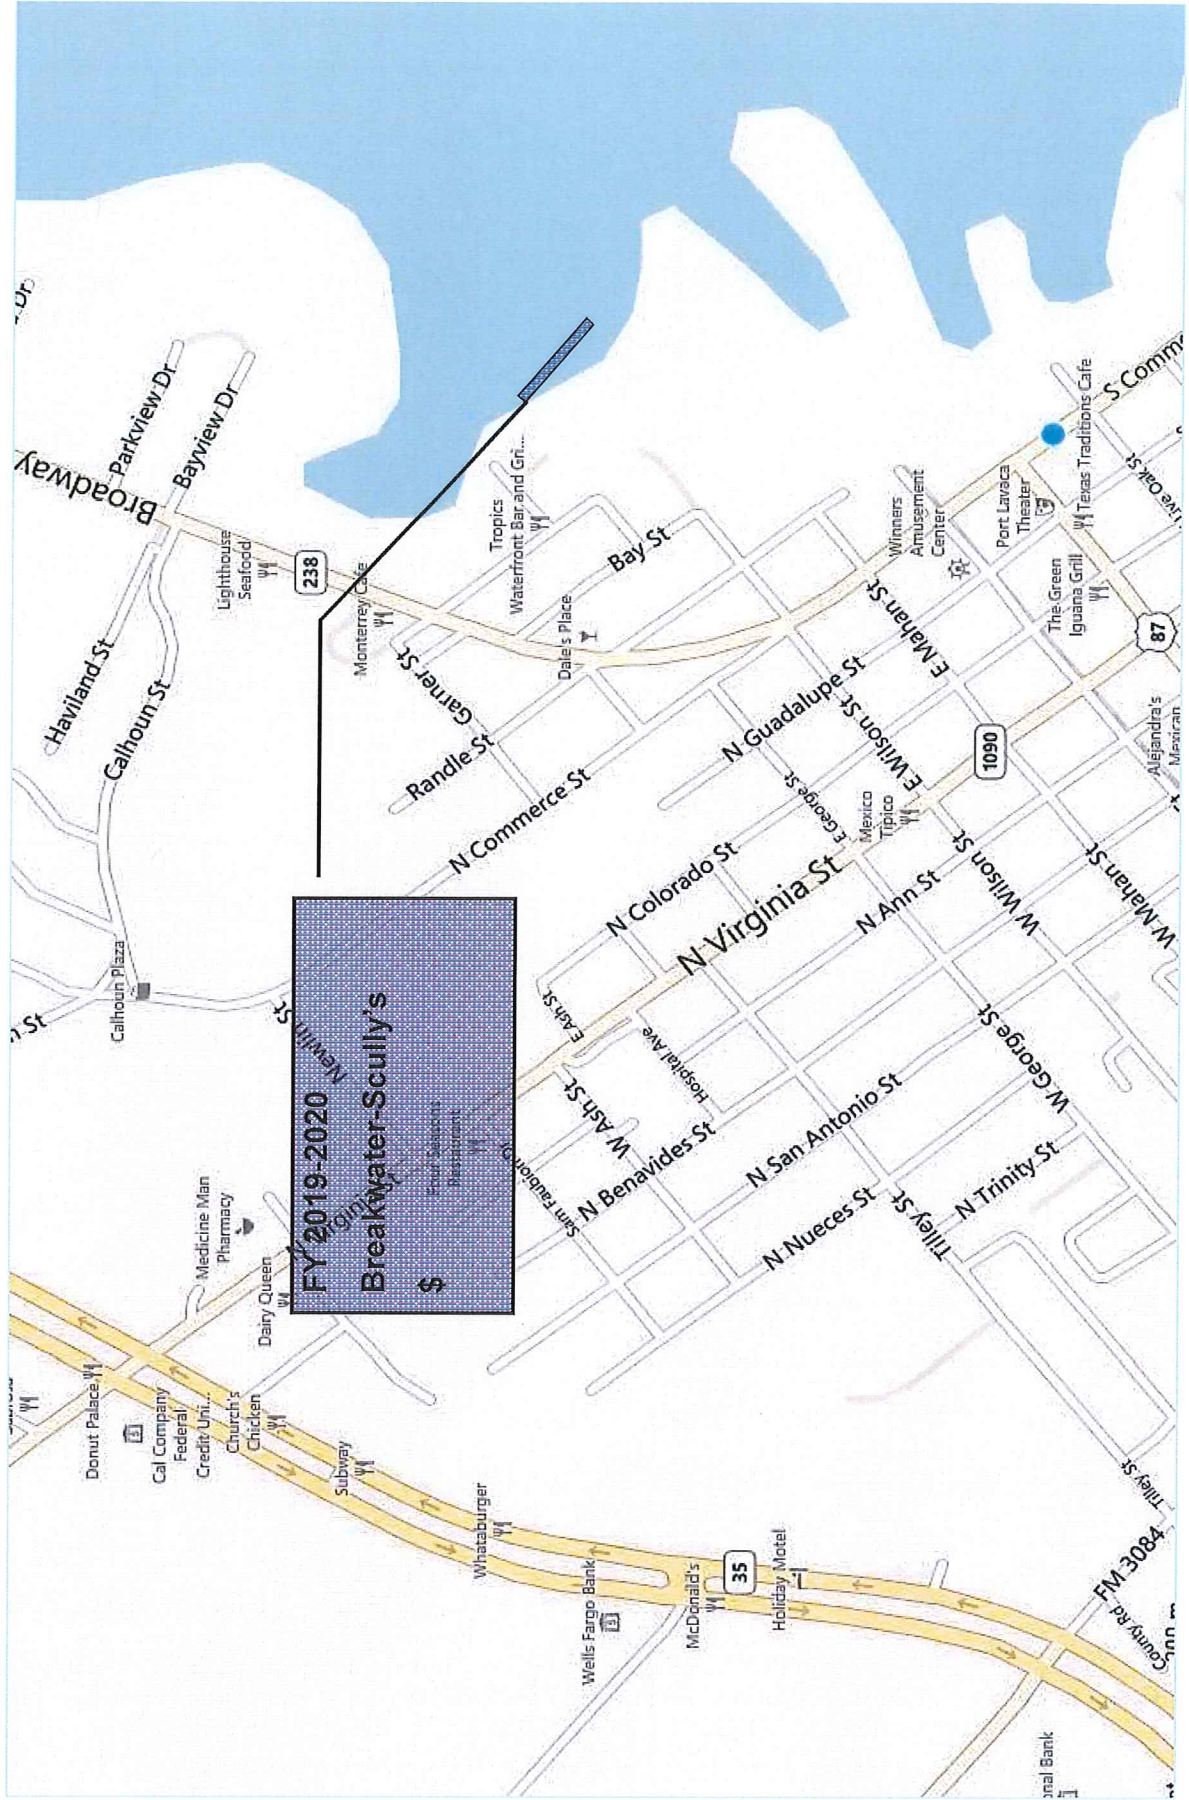 Broadway
Parkview Dr
Bayview Dr
Haviland St
Calhoun St
Calhoun Plaza
Lighthouse
Seafood
238
Monterrey Cafe
Tropics
Waterfront Bar and Gri...
Dale's Place
Bay St
Garner St
Randle St
N Commerce St
N Guadalupe St
E George St
E Wilson St
E Mahan St
Winners
Amusement
Center
Port Lavaca
Theater
Texas Traditions Cafe
The Green
Iguana Grill
Live Oak St
87
1090
Alejandra's
Mexican
Mexico
Tipico
N Colorado St
N Virginia St
N Ann St
W Wilson St
W Mahan St
W Mahan St
E Ash St
Hospital Ave
W Ash St
Sam Faubion
N Benavides St
N San Antonio St
W George St
N Nueces St
N Trinity St
Tilley St
FY 2019-2020
Breakwater-Scully's
$
Newlin St
Four Seasons
Restaurant
Medicine Man
Pharmacy
Dairy Queen
Donut Palace
Cal Company
Federal
Credit Uni...
Church's
Chicken
Subway
Whataburger
Wells Fargo Bank
McDonald's
35
Holiday Motel
Tilley St
FM 3084
County Rd